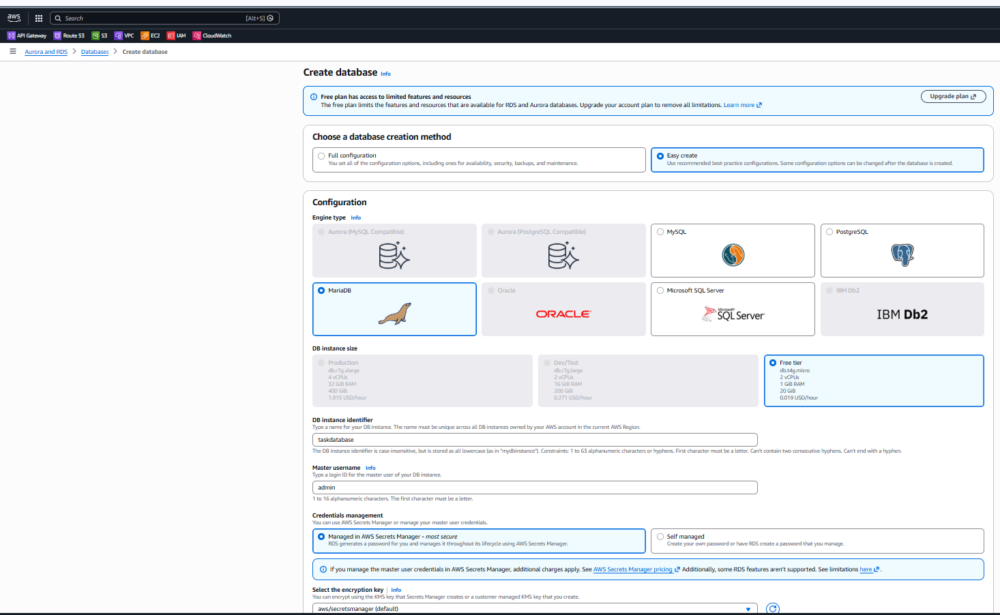 aws
Search
[Alt+S]
API Gateway
Route 53
S3
VPC
EC2
IAM
CloudWatch
Aurora and RDS
Databases
Create database
Create database Info
Free plan has access to limited features and resources
The free plan limits the features and resources that are available for RDS and Aurora databases. Upgrade your account plan to remove all limitations. Learn more
Upgrade plan
Choose a database creation method
Full configuration
You set all of the configuration options, including ones for availability, security, backups, and maintenance.
Easy create
Use recommended best-practice configurations. Some configuration options can be changed after the database is created.
Configuration
Engine type Info
Aurora (MySQL Compatible)
Aurora (PostgreSQL Compatible)
MySQL
PostgreSQL
MariaDB
Oracle
ORACLE
Microsoft SQL Server
Microsoft
SQL Server
IBM Db2
IBM Db2
DB instance size
Production
db.r7g.xlarge
4 vCPUs
32 GiB RAM
400 GiB
1.915 USD/hour
Dev/Test
db.r7g.large
2 vCPUs
16 GiB RAM
200 GiB
0.271 USD/hour
Free tier
db.t4g.micro
2 vCPUs
1 GiB RAM
20 GiB
0.019 USD/hour
DB instance identifier
Type a name for your DB instance. The name must be unique across all DB instances owned by your AWS account in the current AWS Region.
taskdatabase
The DB instance identifier is case-insensitive, but is stored as all lowercase (as in "mydbinstance"). Constraints: 1 to 63 alphanumeric characters or hyphens. First character must be a letter. Can't contain two consecutive hyphens. Can't end with a hyphen.
Master username Info
Type a login ID for the master user of your DB instance.
admin
1 to 16 alphanumeric characters. The first character must be a letter.
Credentials management
You can use AWS Secrets Manager or manage your master user credentials.
Managed in AWS Secrets Manager - most secure
RDS generates a password for you and manages it throughout its lifecycle using AWS Secrets Manager.
Self managed
Create your own password or have RDS create a password that you manage.
If you manage the master user credentials in AWS Secrets Manager, additional charges apply. See AWS Secrets Manager pricing Additionally, some RDS features aren't supported. See limitations here.
Select the encryption key Info
You can encrypt using the KMS key that Secrets Manager creates or a customer managed KMS key that you create.
aws/secretsmanager (default)